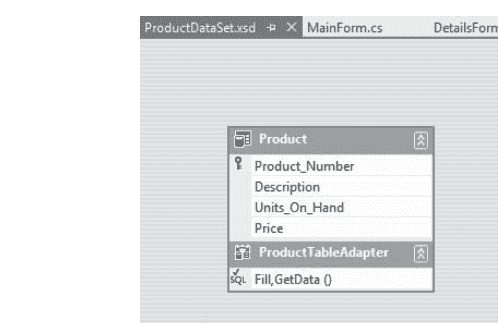 ProductDataSet.xsd MainForm.cs DetailsForm
Product
Product_Number
Description
Units_On_Hand
Price
ProductTableAdapter
SQL Fill,GetData ()